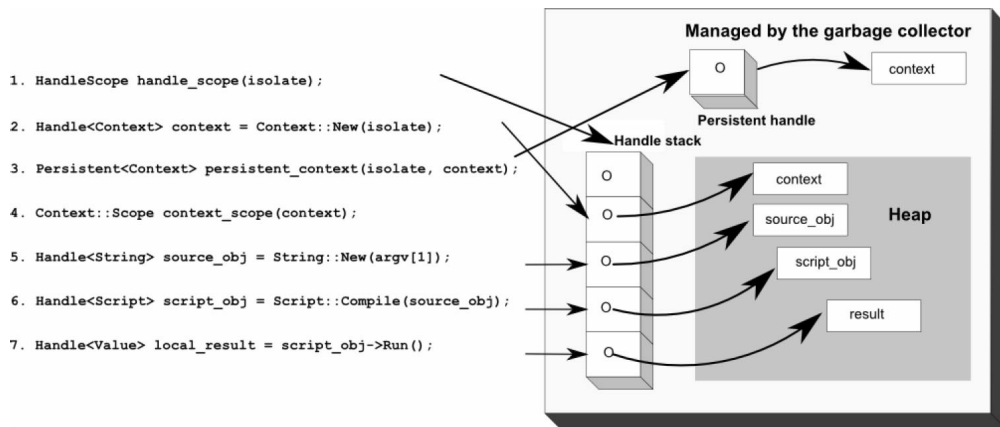 Managed by the garbage collector
O
context
Persistent handle
1. HandleScope handle_scope(isolate);
2. Handle<Context> context = Context::New(isolate);
3. Persistent<Context> persistent_context(isolate, context);
4. Context::Scope context_scope(context);
5. Handle<String> source_obj = String::New(argv[1]);
6. Handle<Script> script_obj = Script::Compile(source_obj);
7. Handle<Value> local_result = script_obj->Run();
Handle stack
O
O
O
O
O
Heap
context
source_obj
script_obj
result